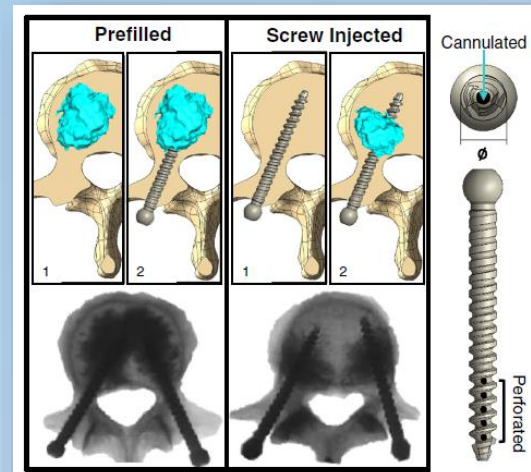 Prefilled
Screw Injected
Cannulated
1
2
1
2
ø
Perforated